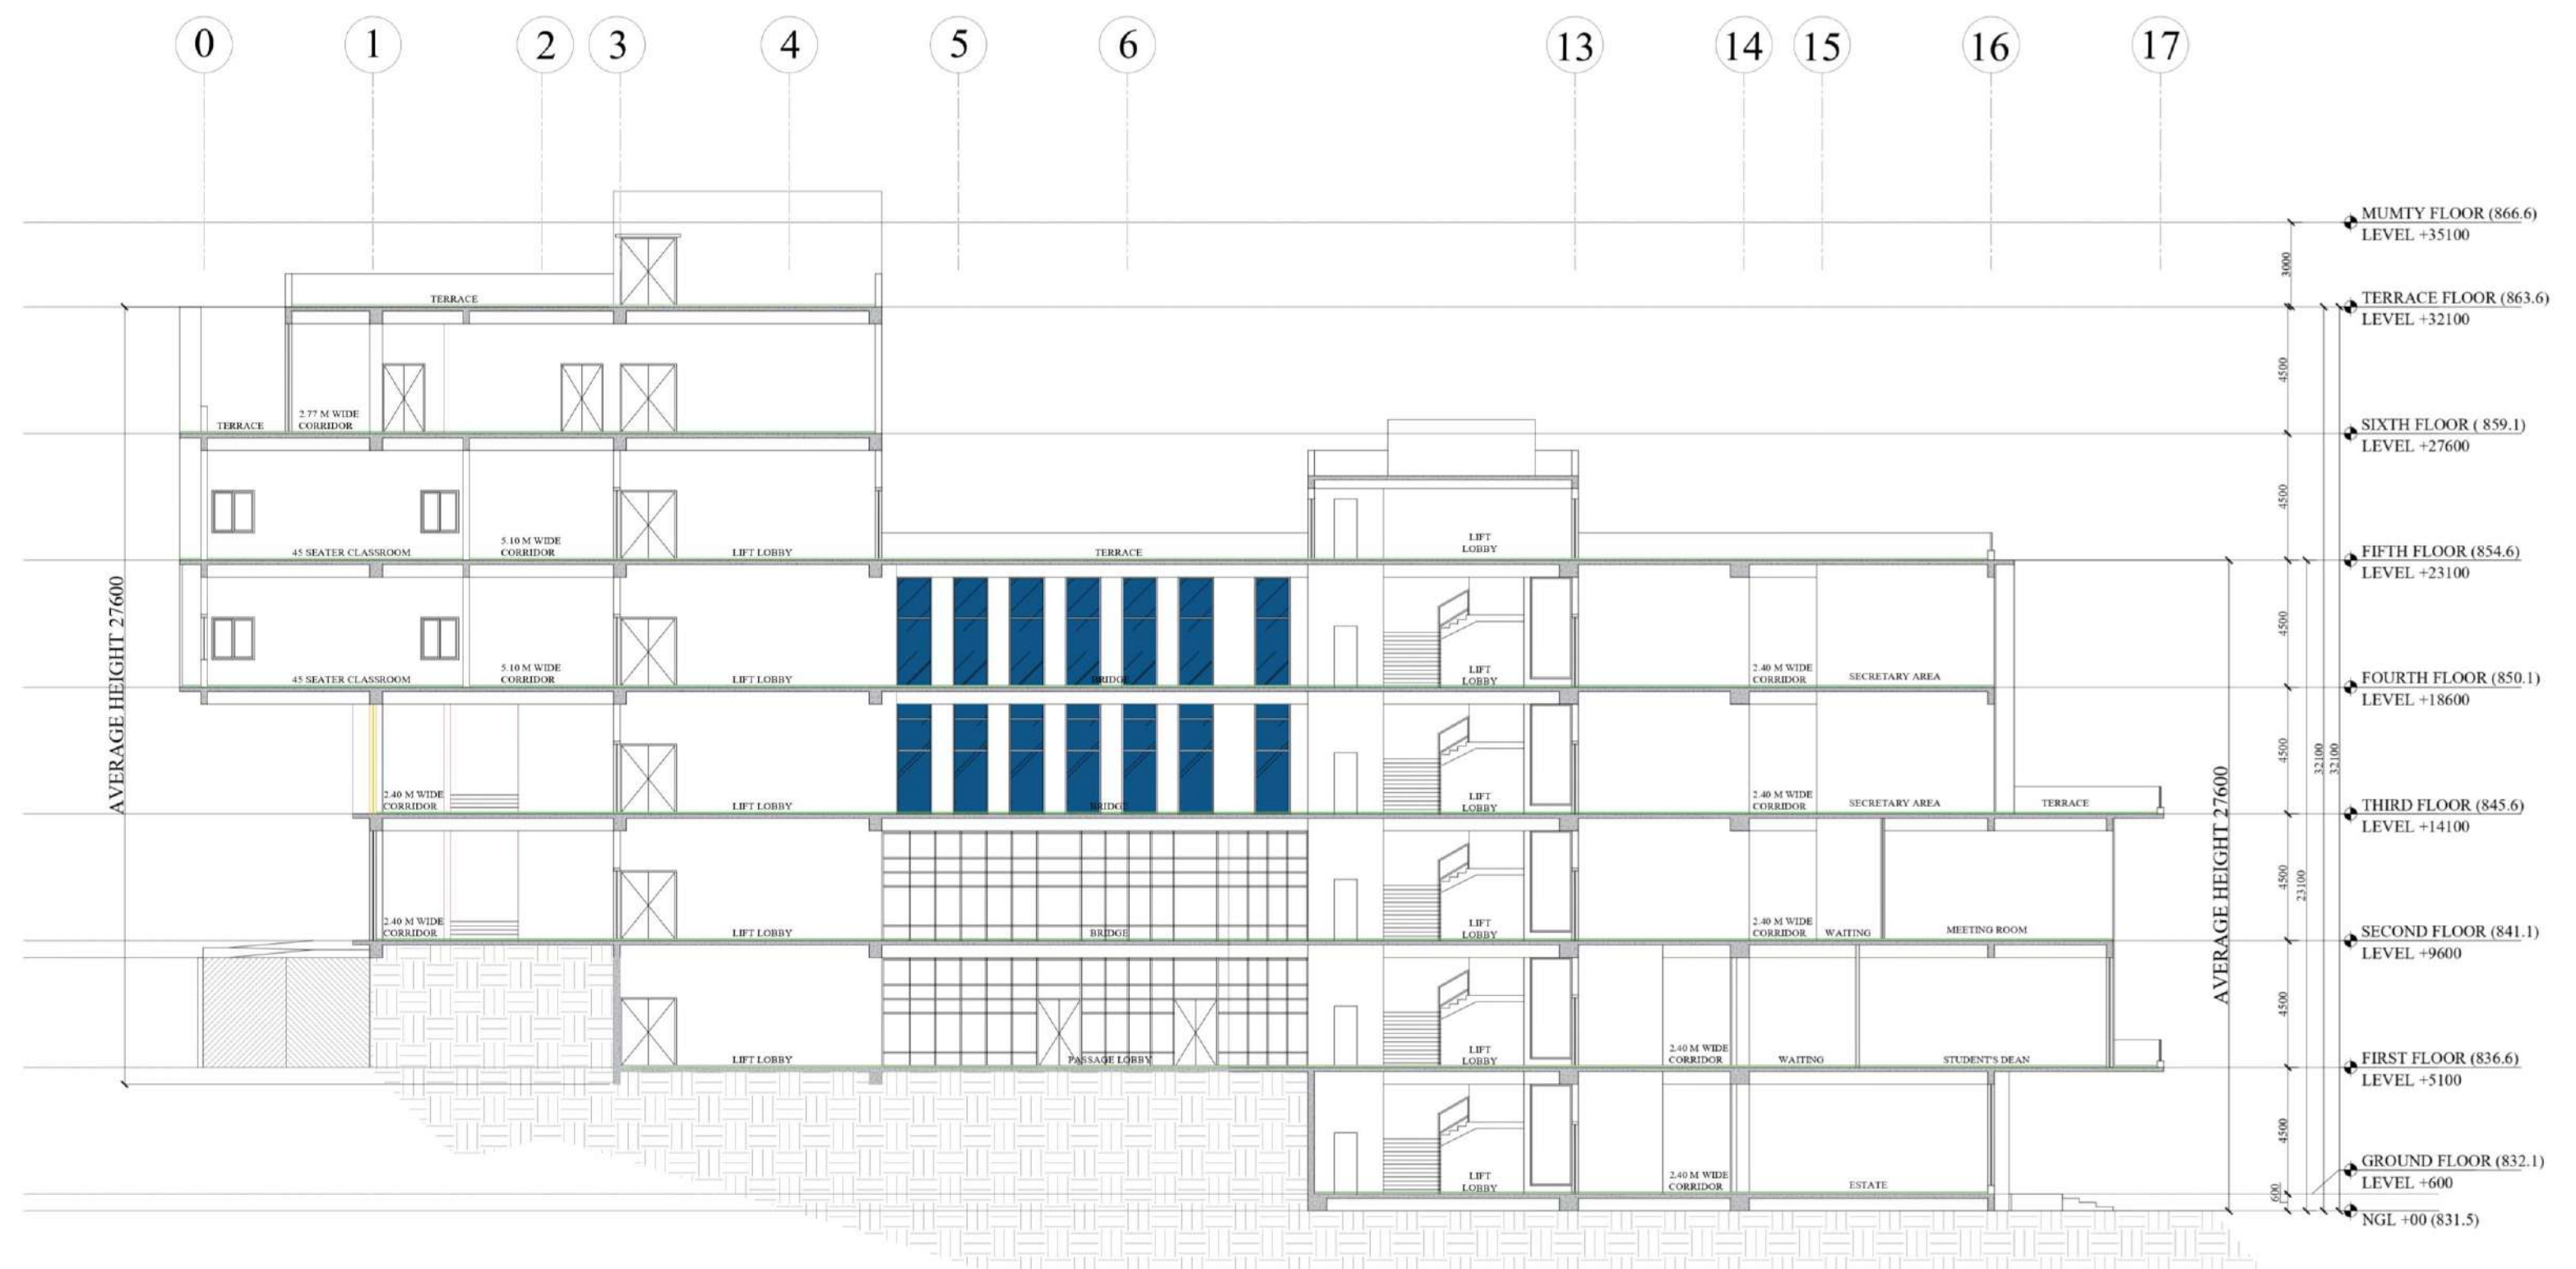 0 1 2 3 4 5 6 13 14 15 16 17
MUMTY FLOOR (866.6)
LEVEL +35100
3000
TERRACE
TERRACE FLOOR (863.6)
LEVEL +32100
4500
2.77 M WIDE
TERRACE CORRIDOR
SIXTH FLOOR ( 859.1)
LEVEL +27600
4500
5.10 M WIDE LIFT
45 SEATER CLASSROOM CORRIDOR LIFT LOBBY TERRACE LOBBY
FIFTH FLOOR (854.6)
LEVEL +23100
AVERAGE HEIGHT 27600
4500
5.10 M WIDE LIFT 2.40 M WIDE
45 SEATER CLASSROOM CORRIDOR LIFT LOBBY BRIDGE LOBBY CORRIDOR SECRETARY AREA
FOURTH FLOOR (850.1)
LEVEL +18600
4500
32100
32100
2.40 M WIDE LIFT 2.40 M WIDE
CORRIDOR LIFT LOBBY BRIDGE LOBBY CORRIDOR SECRETARY AREA TERRACE
THIRD FLOOR (845.6)
LEVEL +14100
AVERAGE HEIGHT 27600
4500
23100
2.40 M WIDE LIFT 2.40 M WIDE
CORRIDOR LIFT LOBBY BRIDGE LOBBY CORRIDOR WAITING MEETING ROOM
SECOND FLOOR (841.1)
LEVEL +9600
4500
LIFT 2.40 M WIDE
LIFT LOBBY PASSAGE LOBBY LOBBY CORRIDOR WAITING STUDENT'S DEAN
FIRST FLOOR (836.6)
LEVEL +5100
4500
LIFT 2.40 M WIDE
LOBBY CORRIDOR ESTATE
GROUND FLOOR (832.1)
LEVEL +600
600
NGL +00 (831.5)